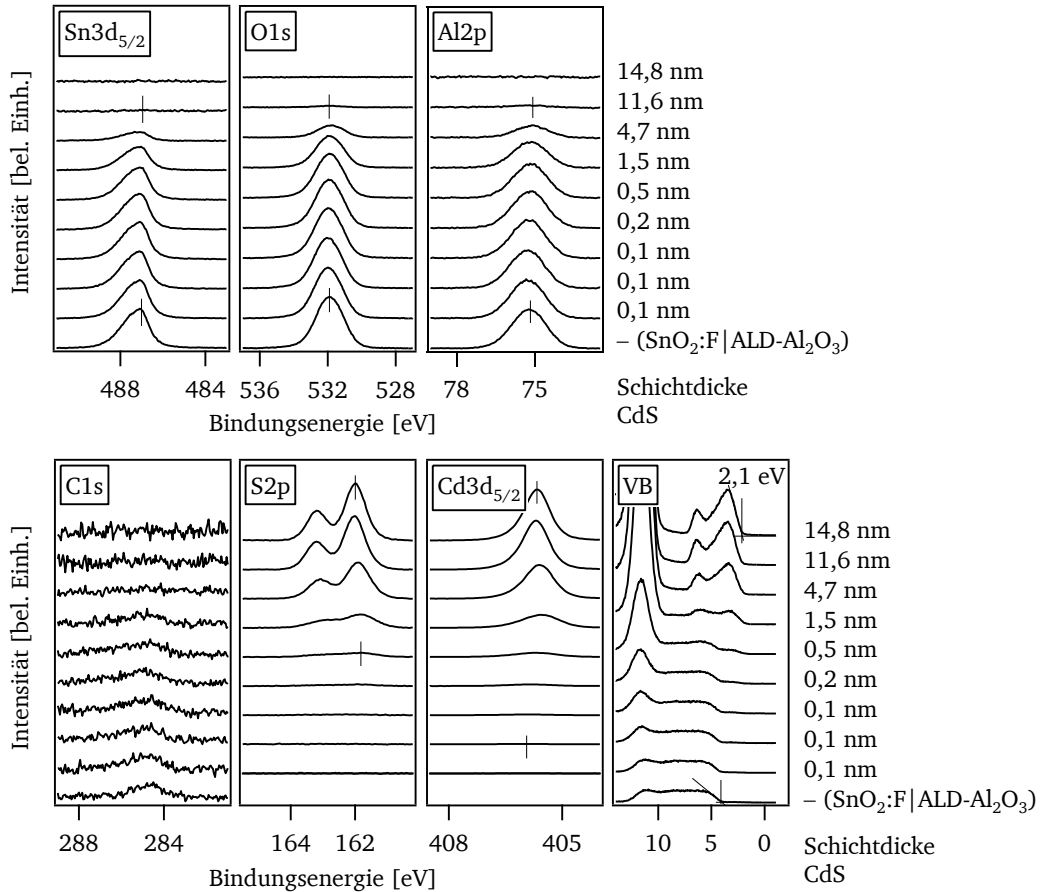 Sn3d5/2
O1s
Al2p
Intensität [bel. Einh.]
14,8 nm
11,6 nm
4,7 nm
1,5 nm
0,5 nm
0,2 nm
0,1 nm
0,1 nm
0,1 nm
– (SnO2:F|ALD-Al2O3)
488 484
536 532 528
78 75
Schichtdicke
CdS
Bindungsenergie [eV]
C1s
S2p
Cd3d5/2
VB
2,1 eV
Intensität [bel. Einh.]
14,8 nm
11,6 nm
4,7 nm
1,5 nm
0,5 nm
0,2 nm
0,1 nm
0,1 nm
0,1 nm
– (SnO2:F|ALD-Al2O3)
288 284
164 162
408 405
10 5 0
Schichtdicke
CdS
Bindungsenergie [eV]